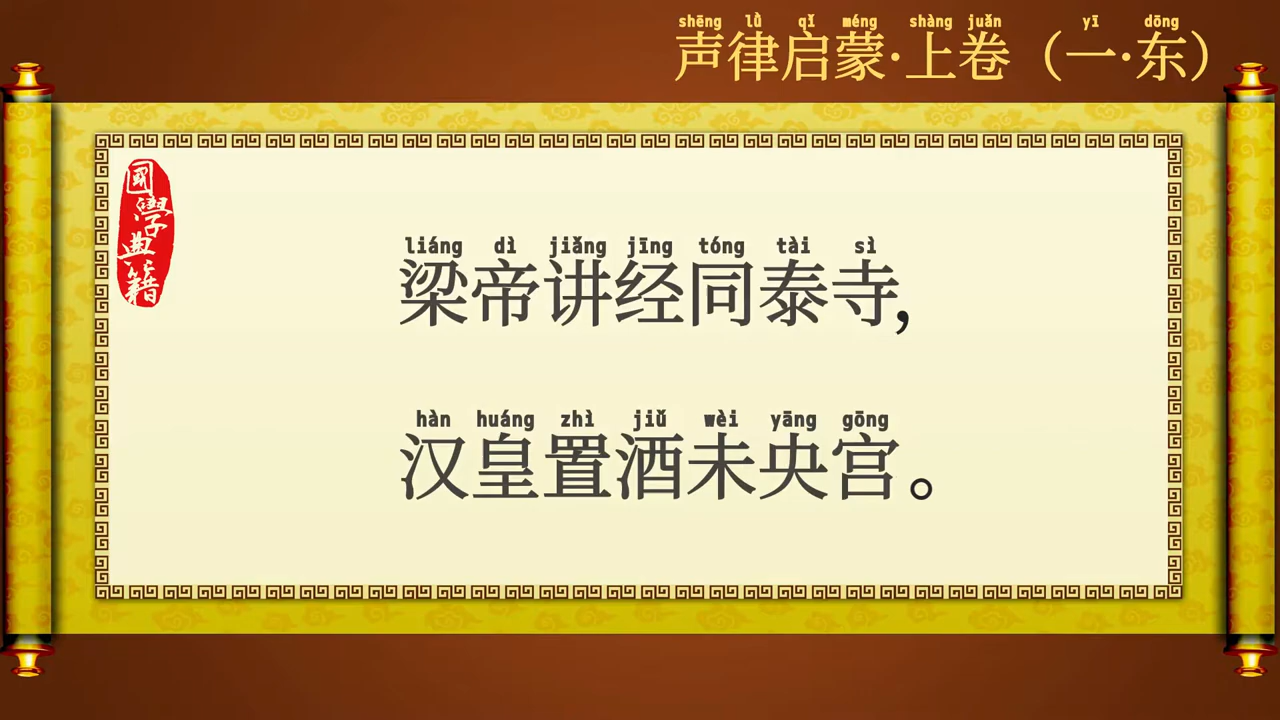 shēng lǜ qǐ méng shàng juǎn yī dōng
声律启蒙·上卷（一·东）
國學典籍
liáng dì jiǎng jīng tóng tài sì
梁帝讲经同泰寺,
hàn huáng zhì jiǔ wèi yāng gōng
汉皇置酒未央宫。